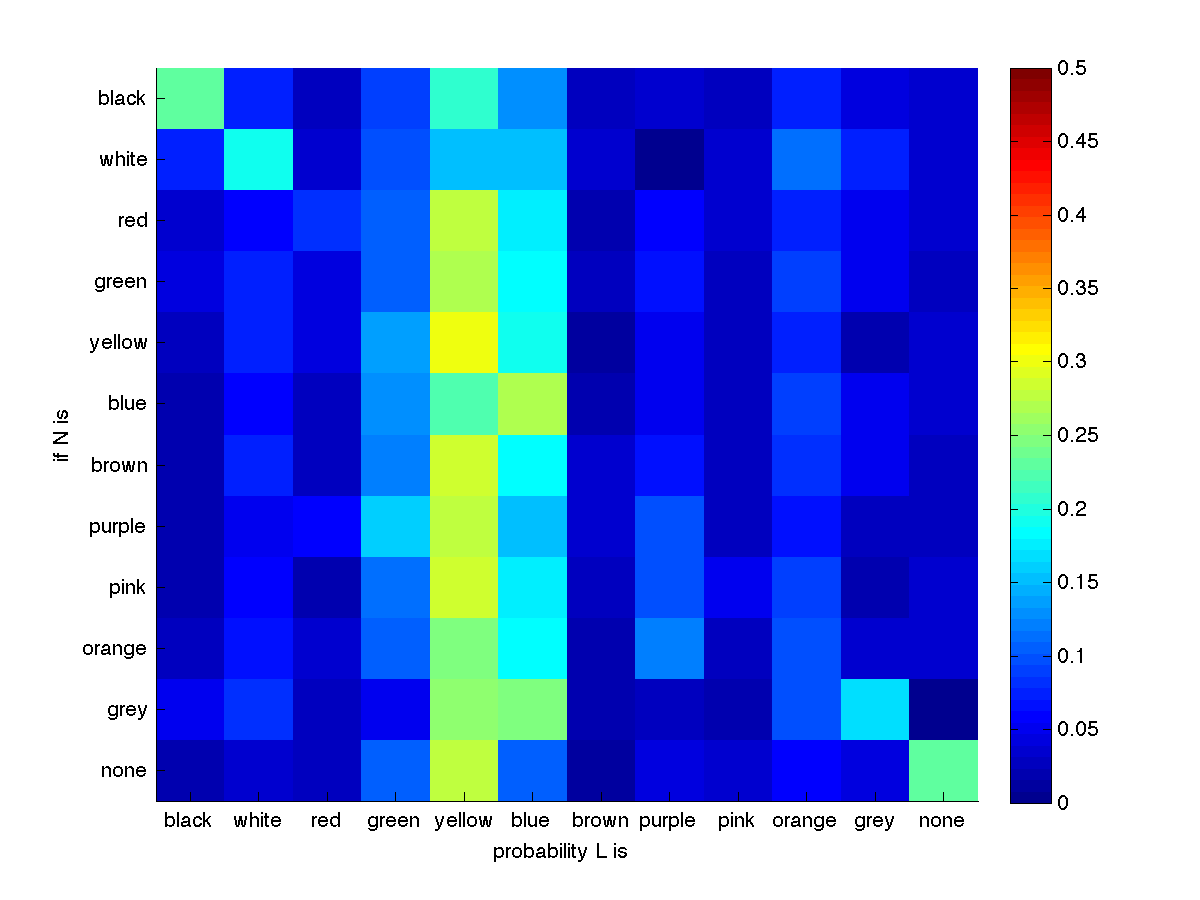 black
white
red
green
yellow
blue
brown
purple
pink
orange
grey
none
if N is
black white red green yellow blue brown purple pink orange grey none
probability L is
0.5
0.45
0.4
0.35
0.3
0.25
0.2
0.15
0.1
0.05
0